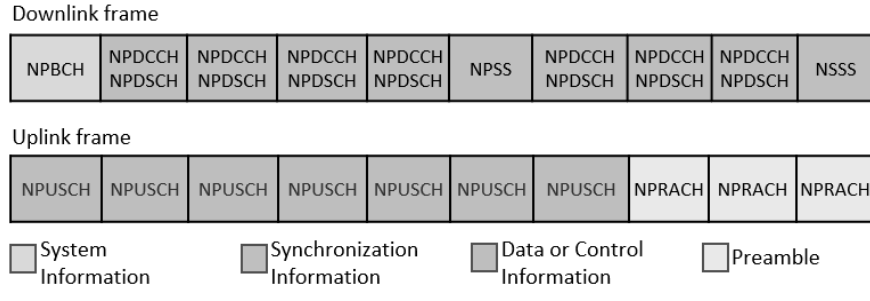 Downlink frame
NPBCH NPDCCH NPDCCH NPDCCH NPDCCH NPSS NPDCCH NPDCCH NPDCCH NSSS
NPDSCH NPDSCH NPDSCH NPDSCH NPDSCH NPDSCH NPDSCH
Uplink frame
NPUSCH NPUSCH NPUSCH NPUSCH NPUSCH NPUSCH NPUSCH NPRACH NPRACH NPRACH
System Synchronization Data or Control Preamble
Information Information Information